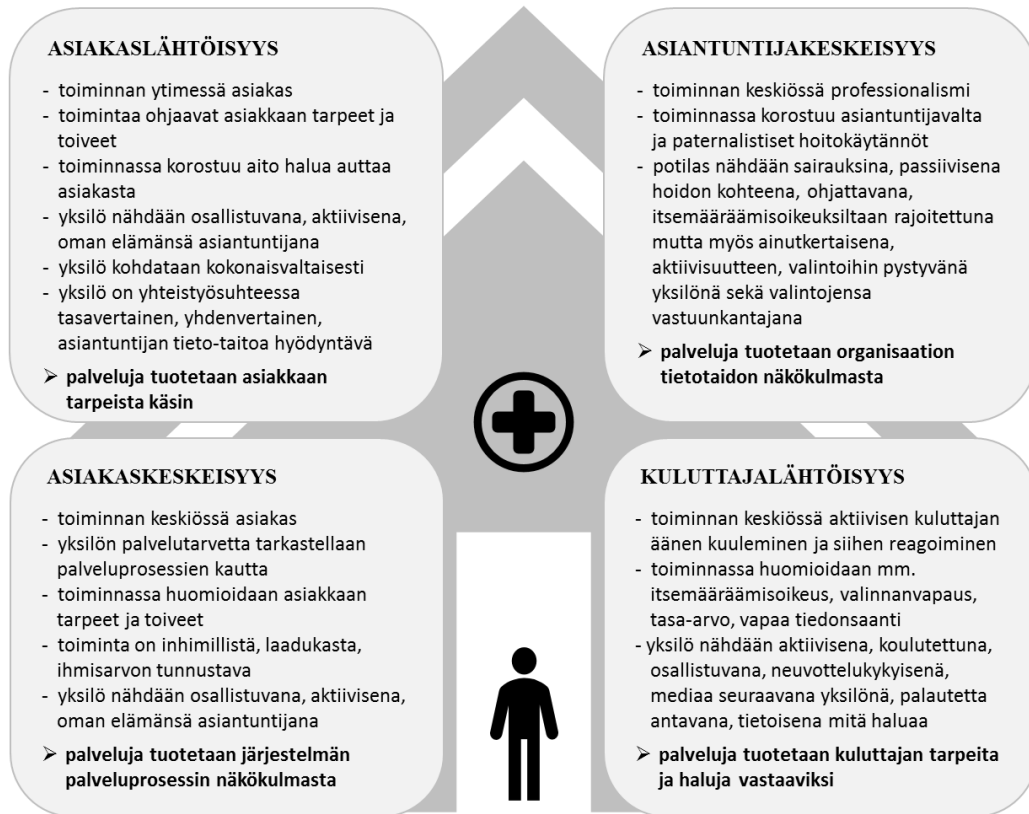 ASIAKASLÄHTÖISYYS
- toiminnan ytimessä asiakas
- toimintaa ohjaavat asiakkaan tarpeet ja
toiveet
- toiminnassa korostuu aito halua auttaa
asiakasta
- yksilö nähdään osallistuvana, aktiivisena,
oman elämänsä asiantuntijana
- yksilö kohdataan kokonaisvaltaisesti
- yksilö on yhteistyösuhteessa
tasavertainen, yhdenvertainen,
asiantuntijan tieto-taitoa hyödyntävä
➢ palveluja tuotetaan asiakkaan
tarpeista käsin
ASIANTUNTIJAKESKEISYYS
- toiminnan keskiössä professionalismi
- toiminnassa korostuu asiantuntijavalta
ja paternalistiset hoitokäytännöt
- potilas nähdään sairauksina, passiivisena
hoidon kohteena, ohjattavana,
itsemääräämisoikeuksiltaan rajoitettuna
mutta myös ainutkertaisena,
aktiivisuutteen, valintoihin pystyvänä
yksilönä sekä valintojensa
vastuunkantajana
➢ palveluja tuotetaan organisaation
tietotaidon näkökulmasta
ASIAKASKESKEISYYS
- toiminnan keskiössä asiakas
- yksilön palvelutarvetta tarkastellaan
palveluprosessien kautta
- toiminnassa huomioidaan asiakkaan
tarpeet ja toiveet
- toiminta on inhimillistä, laadukasta,
ihmisarvon tunnustava
- yksilö nähdään osallistuvana, aktiivisena,
oman elämänsä asiantuntijana
➢ palveluja tuotetaan järjestelmän
palveluprosessin näkökulmasta
KULUTTAJALÄHTÖISYYS
- toiminnan keskiössä aktiivisen kuluttajan
äänen kuuleminen ja siihen reagoiminen
- toiminnassa huomioidaan mm.
itsemääräämisoikeus, valinnanvapaus,
tasa-arvo, vapaa tiedonsaanti
- yksilö nähdään aktiivisena, koulutettuna,
osallistuvana, neuvottelukykyisenä,
mediaa seuraavana yksilönä, palautetta
antavana, tietoisena mitä haluaa
➢ palveluja tuotetaan kuluttajan tarpeita
ja haluja vastaaviksi